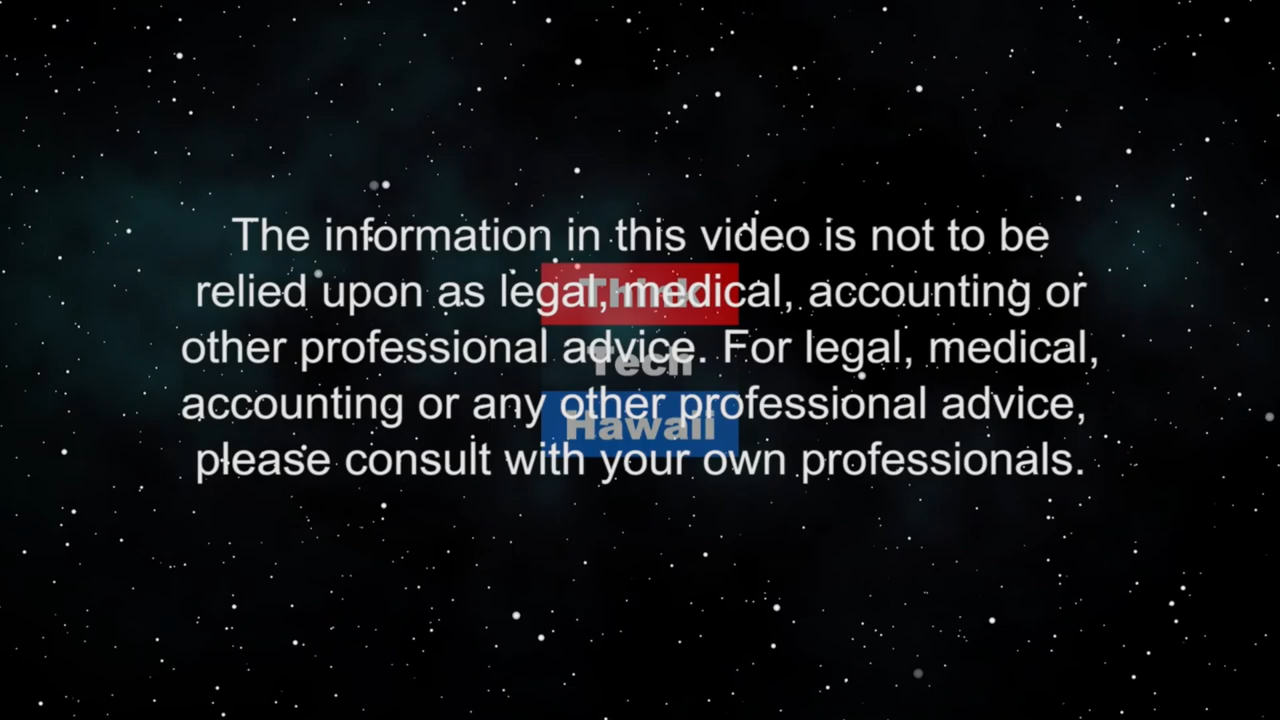 The information in this video is not to be
relied upon as legal, medical, accounting or
other professional advice. For legal, medical,
accounting or any other professional advice,
please consult with your own professionals.
Think
Tech
Hawaii